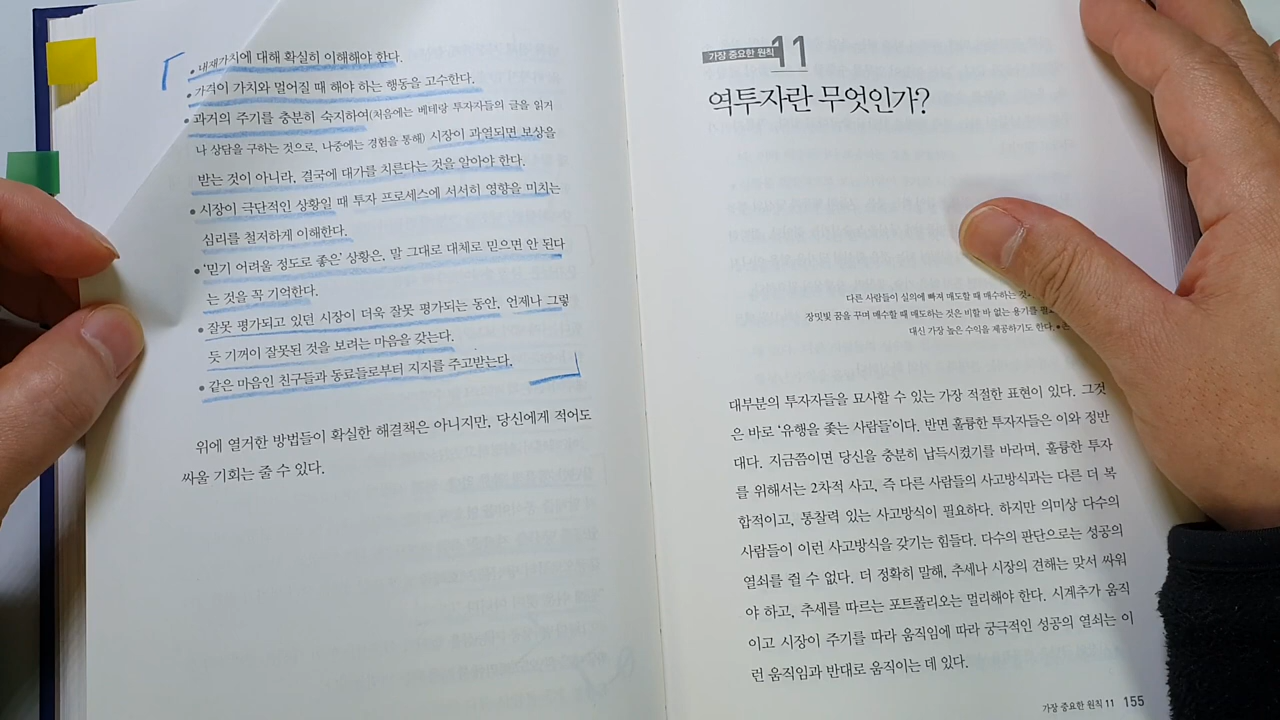 • 내재가치에 대해 확실히 이해해야 한다.
• 가격이 가치와 멀어질 때 해야 하는 행동을 고수한다.
• 과거의 주기를 충분히 숙지하여(처음에는 베테랑 투자자들의 글을 읽거
나 상담을 구하는 것으로, 나중에는 경험을 통해) 시장이 과열되면 보상을
받는 것이 아니라, 결국에 대가를 치른다는 것을 알아야 한다.
• 시장이 극단적인 상황일 때 투자 프로세스에 서서히 영향을 미치는
심리를 철저하게 이해한다.
• ‘믿기 어려울 정도로 좋은’ 상황은, 말 그대로 대체로 믿으면 안 된다
는 것을 꼭 기억한다.
• 잘못 평가되고 있던 시장이 더욱 잘못 평가되는 동안, 언제나 그렇
듯 기꺼이 잘못된 것을 보려는 마음을 갖는다.
• 같은 마음인 친구들과 동료들로부터 지지를 주고받는다.
위에 열거한 방법들이 확실한 해결책은 아니지만, 당신에게 적어도
싸울 기회는 줄 수 있다.
가장 중요한 원칙 11
역투자란 무엇인가?
다른 사람들이 실의에 빠져 매도할 때 매수하는
장밋빛 꿈을 꾸며 매수할 때 매도하는 것은 비할 바 없는 용기를
대신 가장 높은 수익을 제공하기도 한다.
대부분의 투자자들을 묘사할 수 있는 가장 적절한 표현이 있다. 그것
은 바로 ‘유행을 좇는 사람들’이다. 반면 훌륭한 투자자들은 이와 정반
대다. 지금쯤이면 당신을 충분히 납득시켰기를 바라며, 훌륭한 투자
를 위해서는 2차적 사고, 즉 다른 사람들의 사고방식과는 다른 더 복
합적이고, 통찰력 있는 사고방식이 필요하다. 하지만 의미상 다수의
사람들이 이런 사고방식을 갖기는 힘들다. 다수의 판단으로는 성공의
열쇠를 쥘 수 없다. 더 정확히 말해, 추세나 시장의 견해는 맞서 싸워
야 하고, 추세를 따르는 포트폴리오는 멀리해야 한다. 시계추가 움직
이고 시장이 주기를 따라 움직임에 따라 궁극적인 성공의 열쇠는 이
런 움직임과 반대로 움직이는 데 있다.
가장 중요한 원칙 11 155